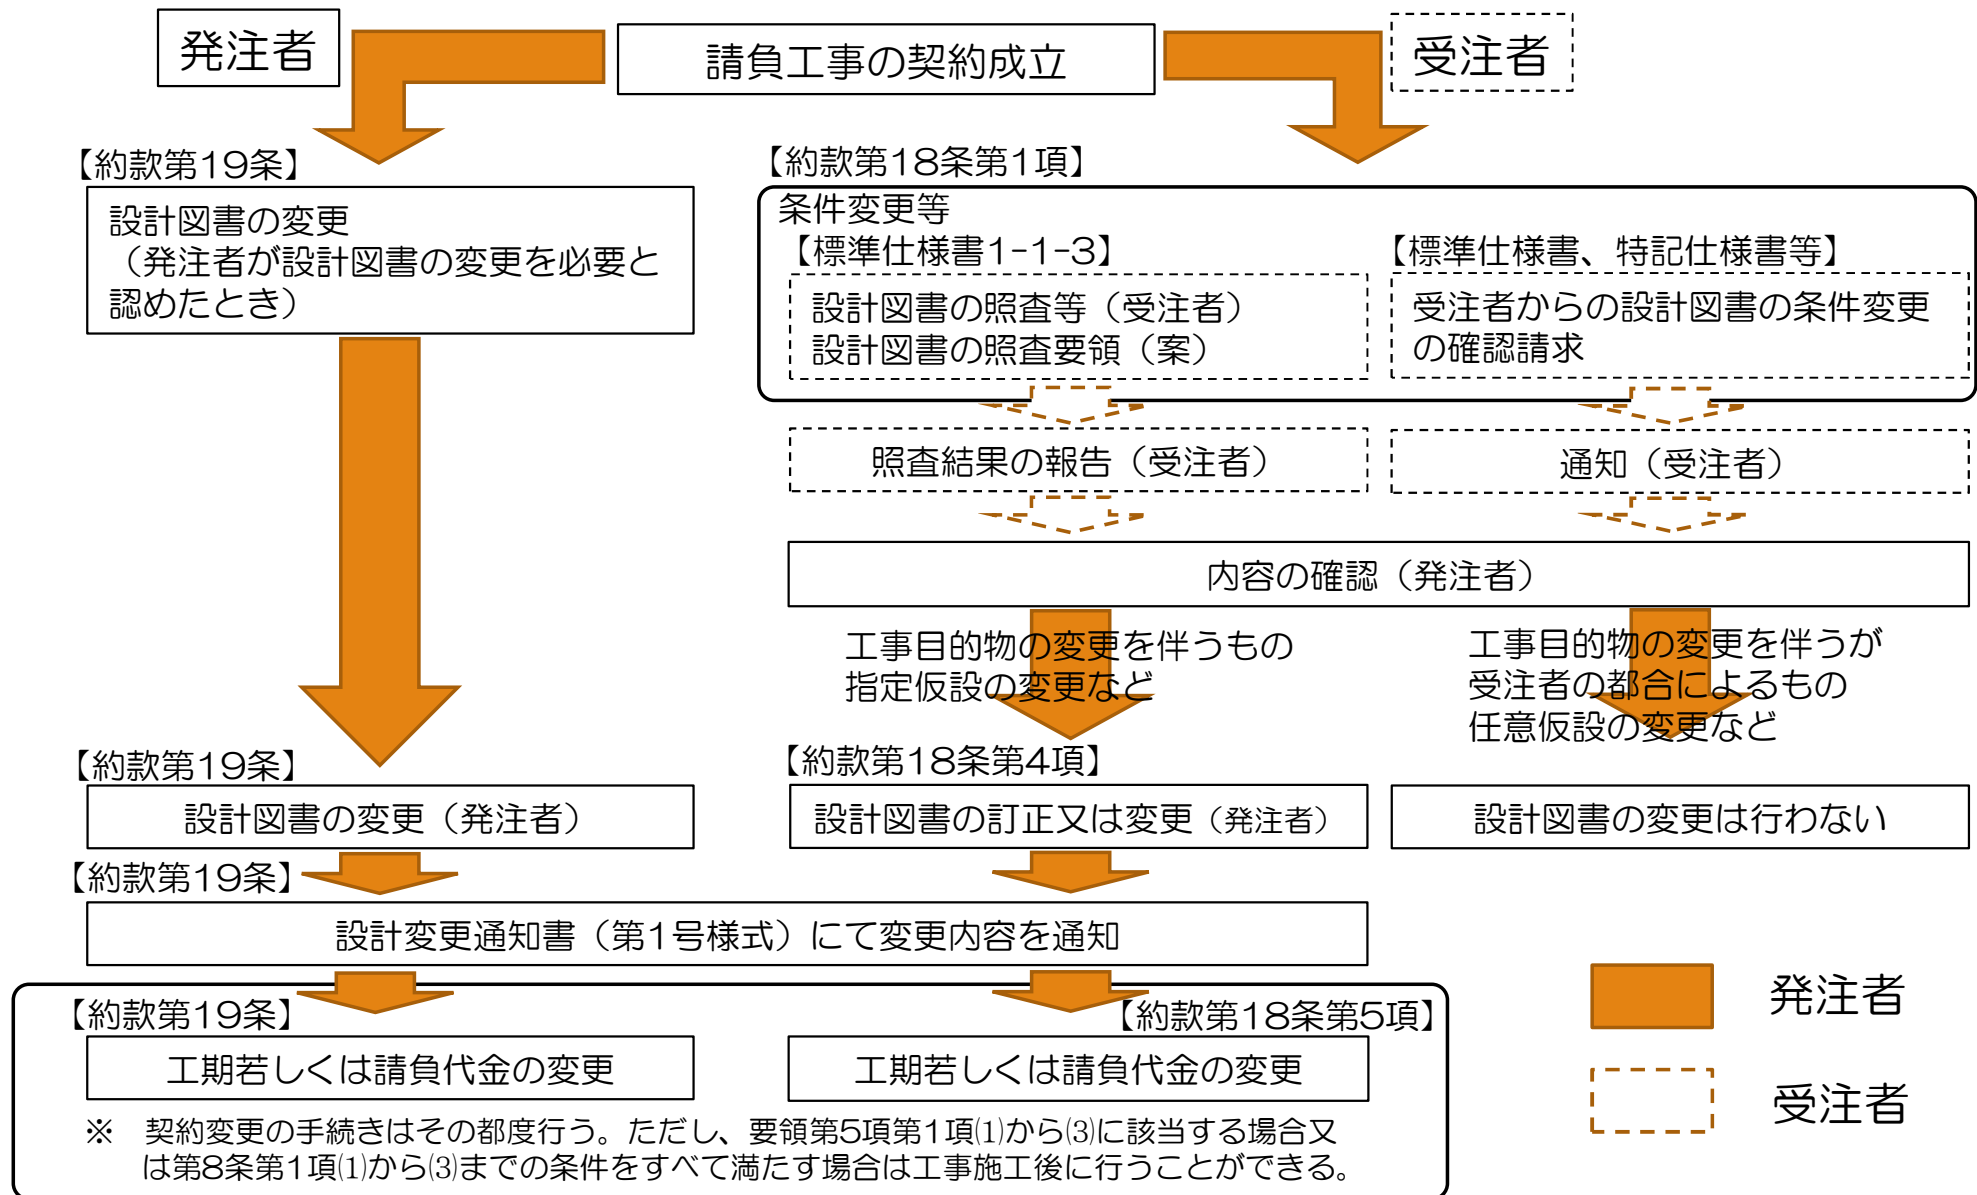 発注者
請負工事の契約成立
受注者
【約款第19条】
設計図書の変更
（発注者が設計図書の変更を必要と
認めたとき）
【約款第18条第1項】
条件変更等
【標準仕様書1-1-3】
設計図書の照査等（受注者）
設計図書の照査要領（案）
【標準仕様書、特記仕様書等】
受注者からの設計図書の条件変更
の確認請求
照査結果の報告（受注者）
通知（受注者）
内容の確認（発注者）
工事目的物の変更を伴うもの
指定仮設の変更など
工事目的物の変更を伴うが
受注者の都合によるもの
任意仮設の変更など
【約款第19条】
設計図書の変更（発注者）
【約款第18条第4項】
設計図書の訂正又は変更（発注者）
設計図書の変更は行わない
【約款第19条】
設計変更通知書（第1号様式）にて変更内容を通知
【約款第19条】
工期若しくは請負代金の変更
【約款第18条第5項】
工期若しくは請負代金の変更
※　契約変更の手続きはその都度行う。ただし、要領第5項第1項⑴から⑶に該当する場合又
は第8条第1項⑴から⑶までの条件をすべて満たす場合は工事施工後に行うことができる。
発注者
受注者